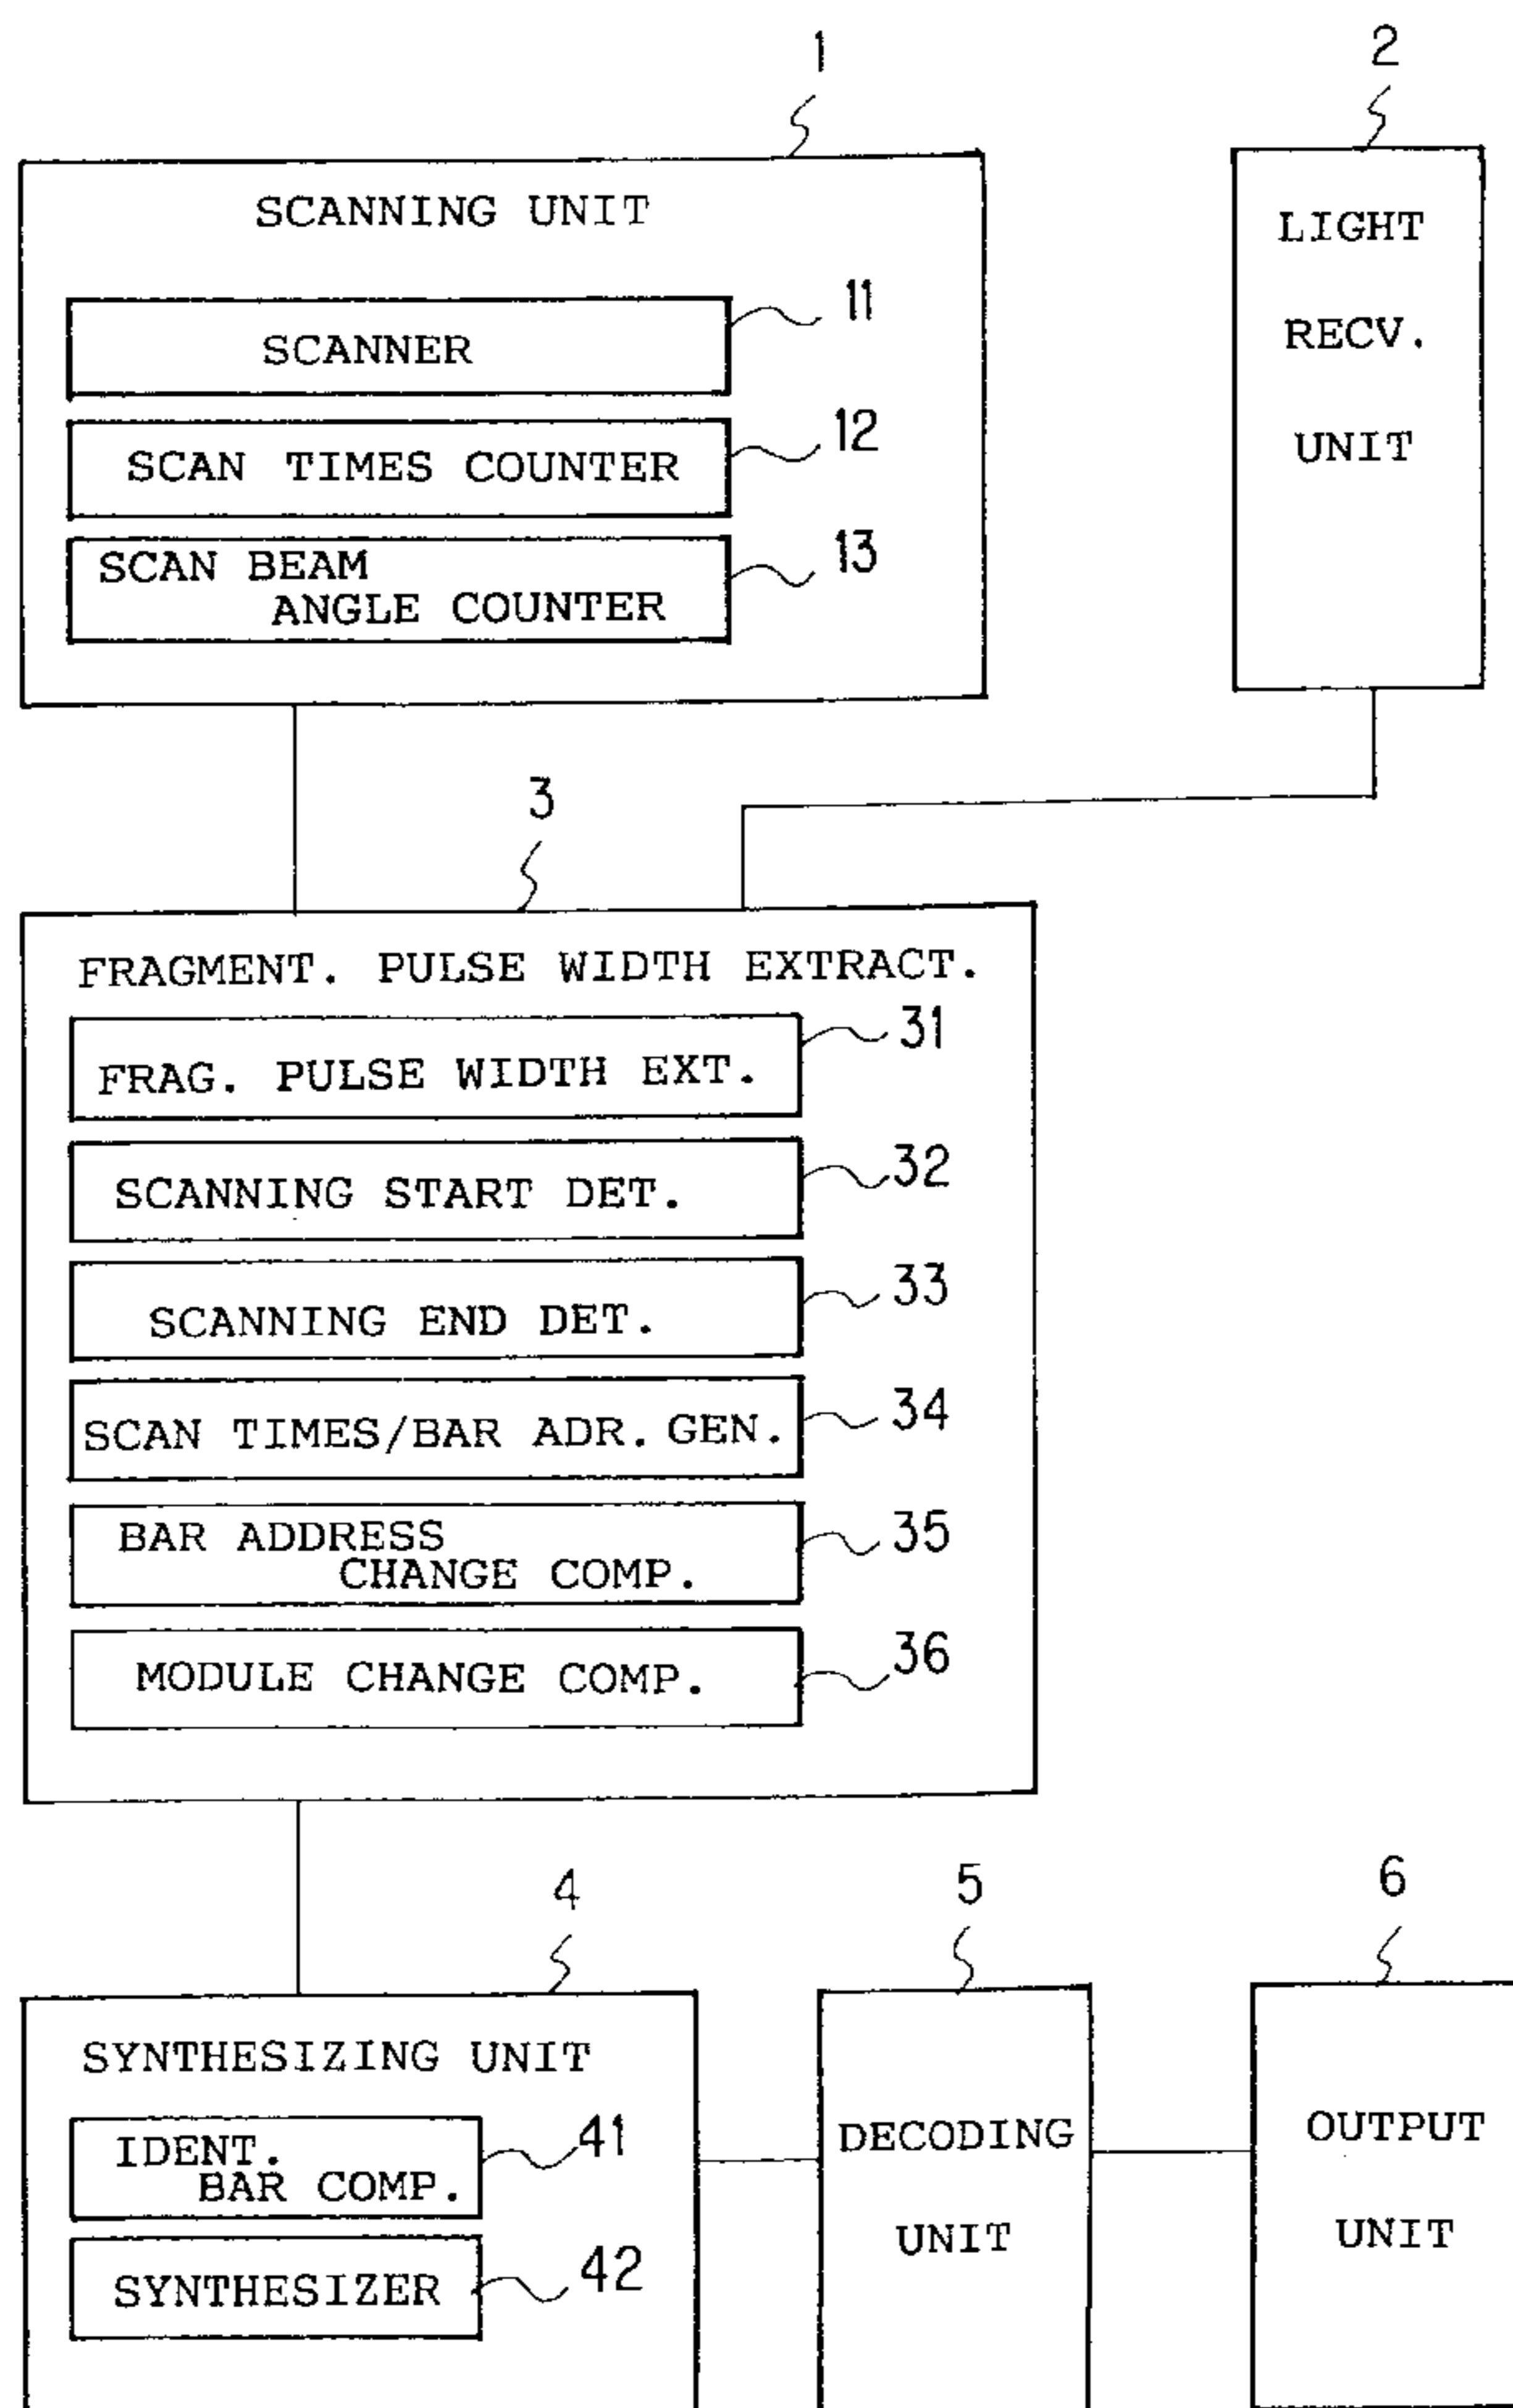 1
2
SCANNING UNIT
SCANNER
11
SCAN TIMES COUNTER
12
SCAN BEAM
ANGLE COUNTER
13
LIGHT
RECV.
UNIT
3
FRAGMENT. PULSE WIDTH EXTRACT.
FRAG. PULSE WIDTH EXT.
31
SCANNING START DET.
32
SCANNING END DET.
33
SCAN TIMES/BAR ADR. GEN.
34
BAR ADDRESS
CHANGE COMP.
35
MODULE CHANGE COMP.
36
4
5
6
SYNTHESIZING UNIT
IDENT.
BAR COMP.
41
SYNTHESIZER
42
DECODING
UNIT
OUTPUT
UNIT